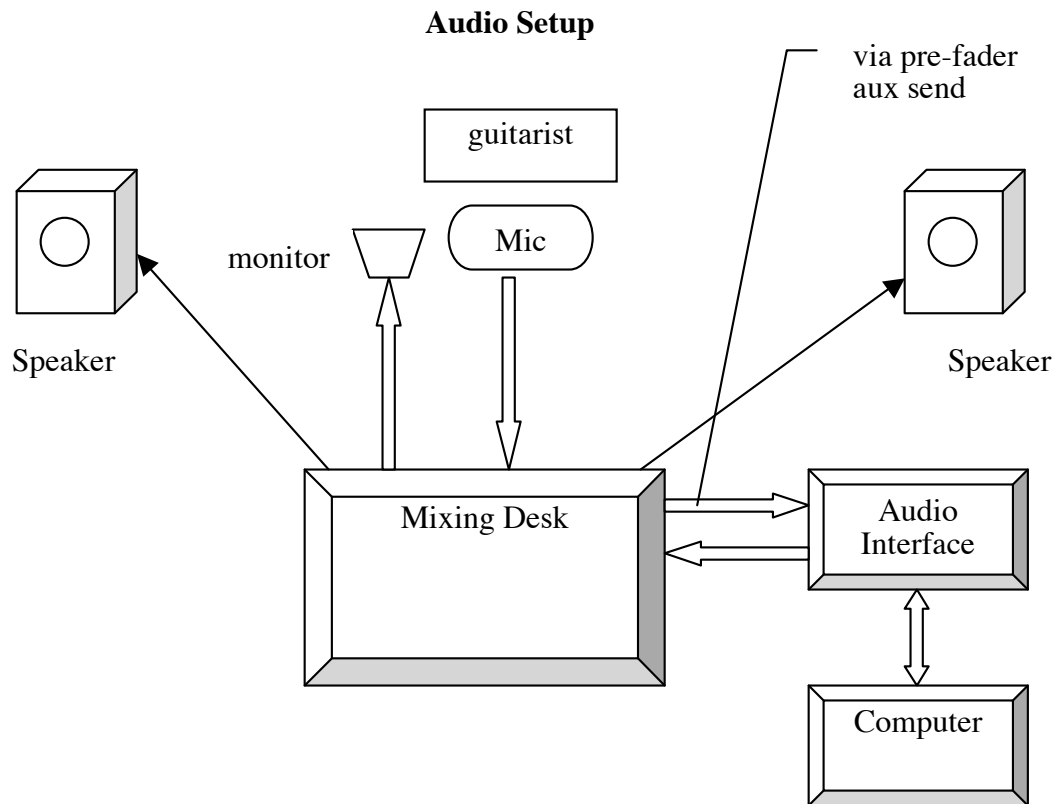 Audio Setup
via pre-fader
aux send
guitarist
Mic
monitor
Speaker
Speaker
Mixing Desk
Audio
Interface
Computer